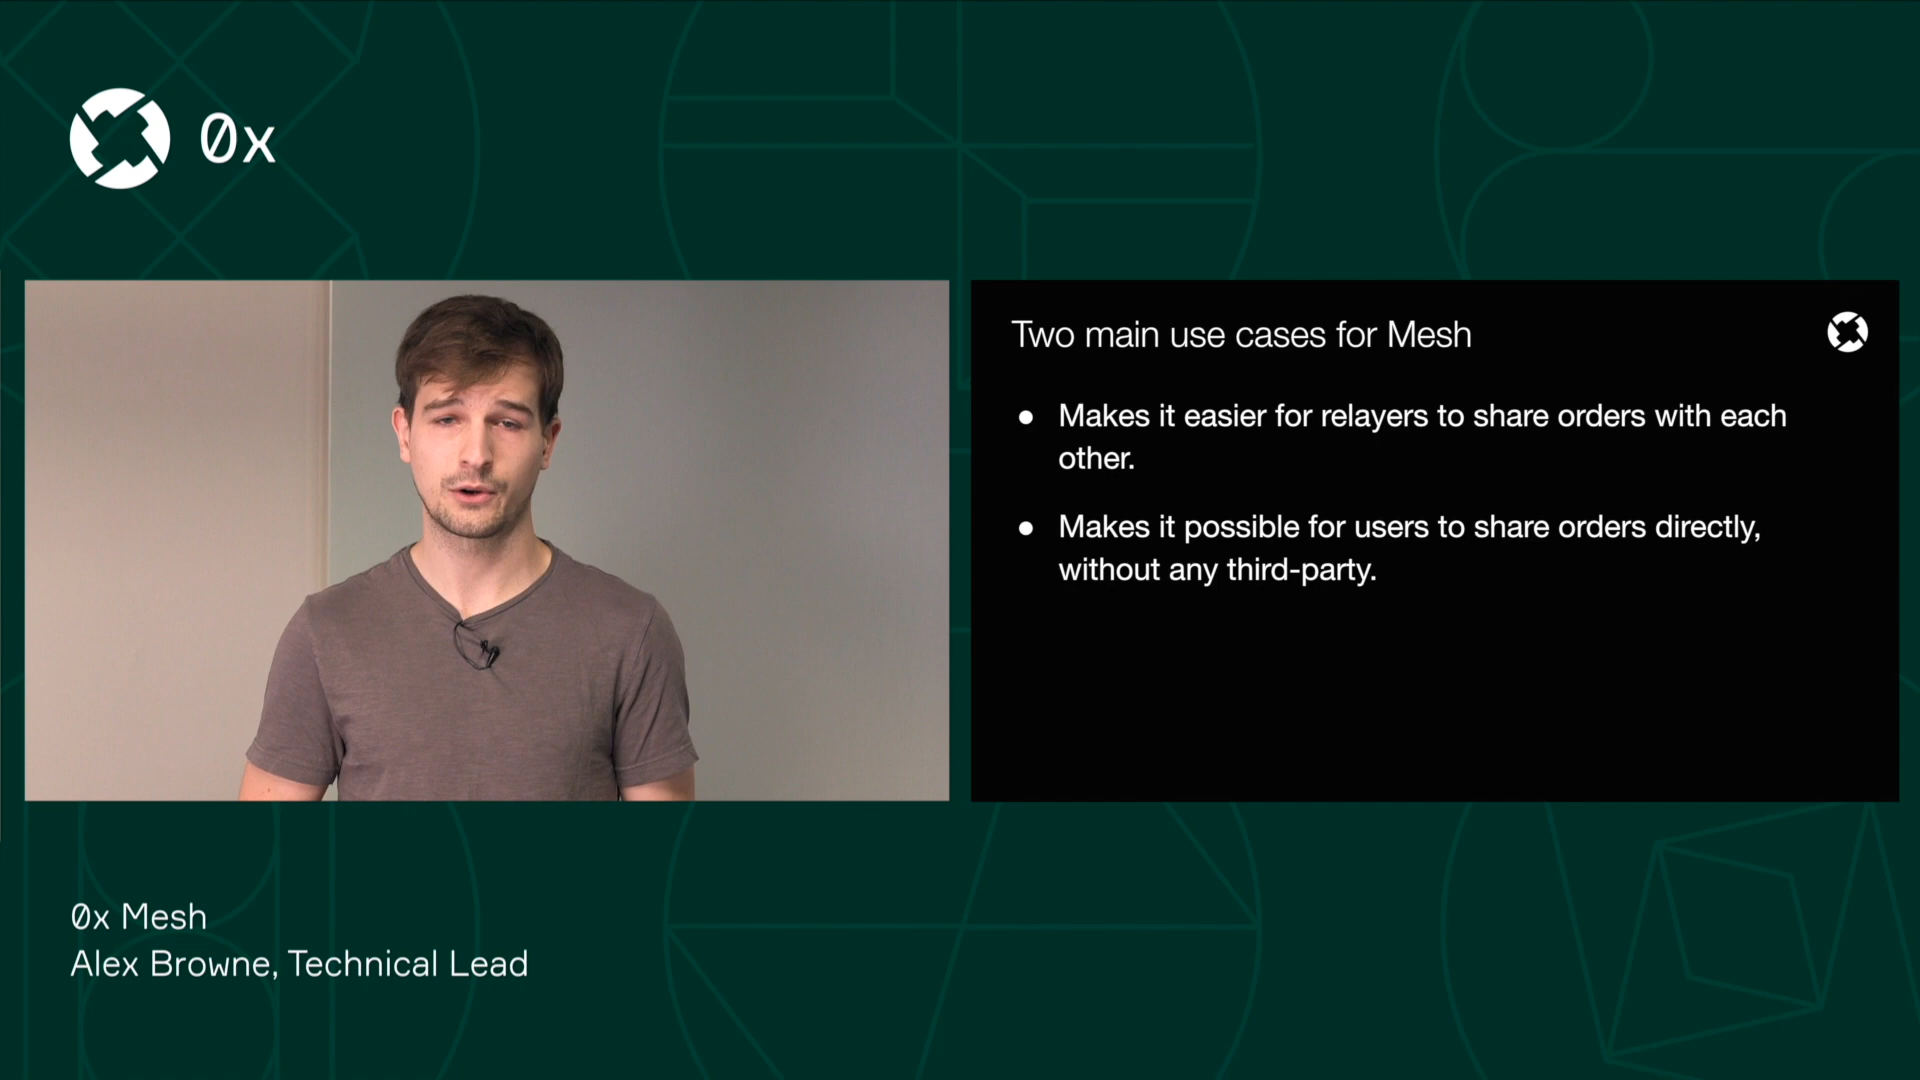 0x
Two main use cases for Mesh
● Makes it easier for relayers to share orders with each
other.
● Makes it possible for users to share orders directly,
without any third-party.
0x Mesh
Alex Browne, Technical Lead